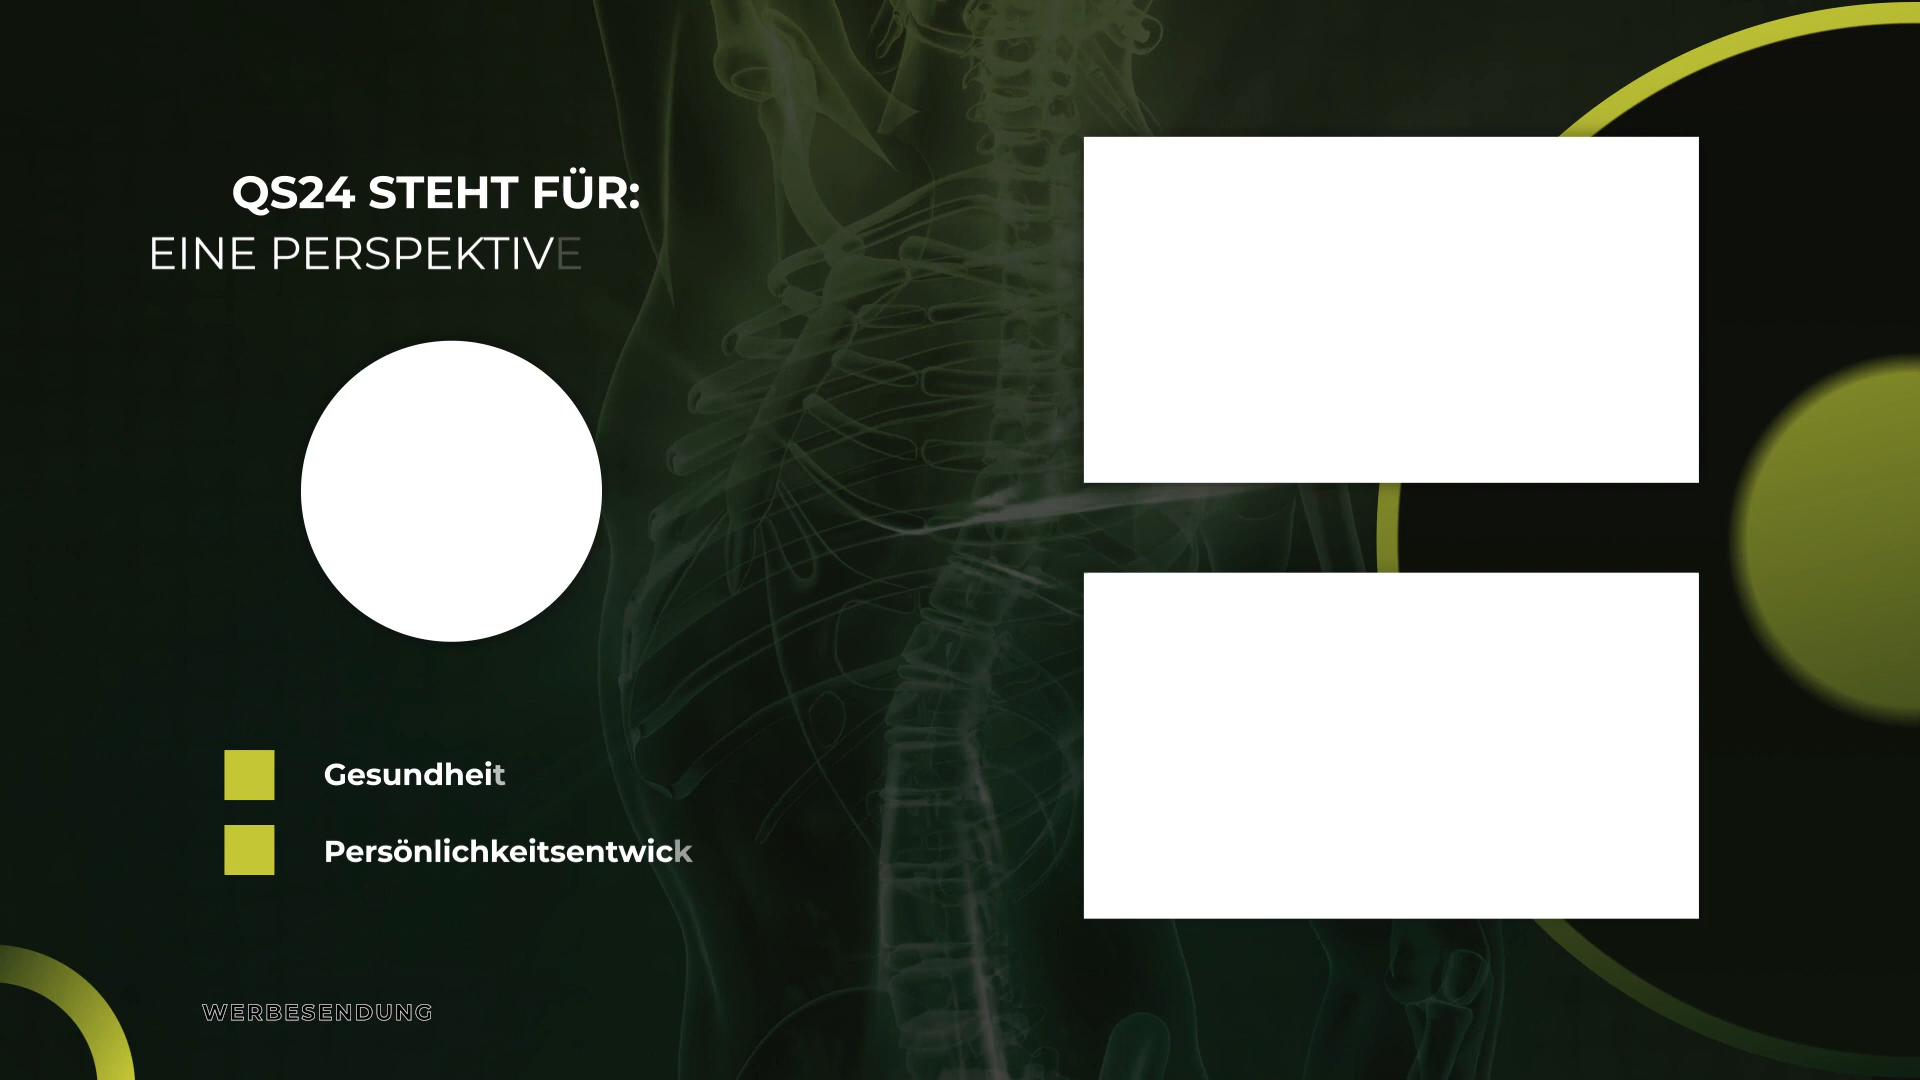 QS24 STEHT FÜR:
EINE PERSPEKTIVE
Gesundheit
Persönlichkeitsentwick
WERBESENDUNG